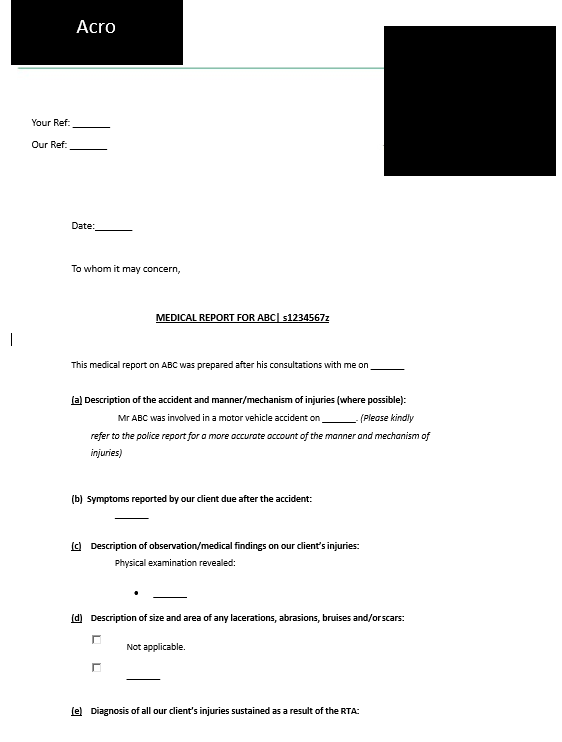 Acro
Your Ref: _______
Our Ref: _______
Date:_______
To whom it may concern,
MEDICAL REPORT FOR ABC| s1234567z
This medical report on ABC was prepared after his consultations with me on ______
(a) Description of the accident and manner/mechanism of injuries (where possible):
Mr ABC was involved in a motor vehicle accident on ______. (Please kindly
refer to the police report for a more accurate account of the manner and mechanism of
injuries)
(b) Symptoms reported by our client due after the accident:
______
(c) Description of observation/medical findings on our client's injuries:
Physical examination revealed:
• ______
(d) Description of size and area of any lacerations, abrasions, bruises and/or scars:
☐ Not applicable.
☐ ______
(e) Diagnosis of all our client's injuries sustained as a result of the RTA: